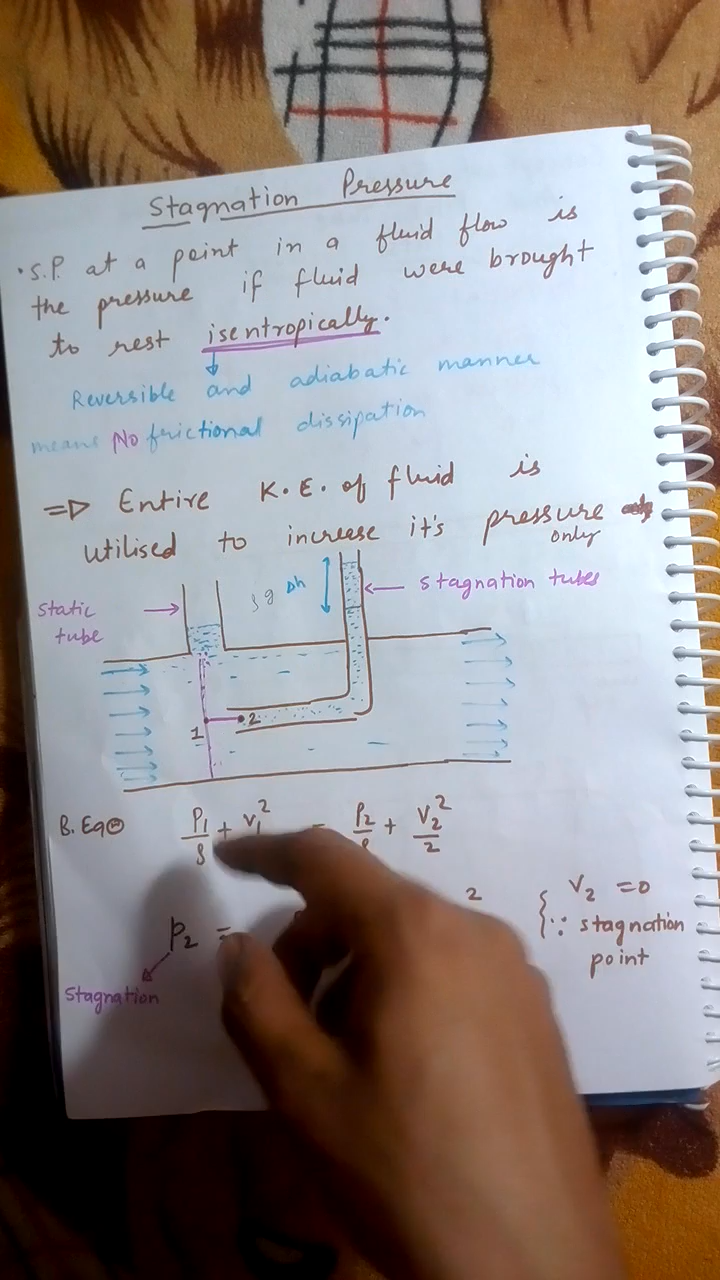 Stagnation Pressure
• S.P. at a point in a fluid flow is
the pressure if fluid were brought
to rest isentropically.
Reversible and adiabatic manner
means No frictional dissipation
⇒ Entire K.E. of fluid is
utilised to increase it's pressure
only
ρg Δh
stagnation tubes
static
tube
1
2
B. Eqⓝ
P₁/ρ + V₁²  = P₂/ρ + V₂²/2
P₂ =
2
{ V₂ = 0
∵ stagnation
point
Stagnation